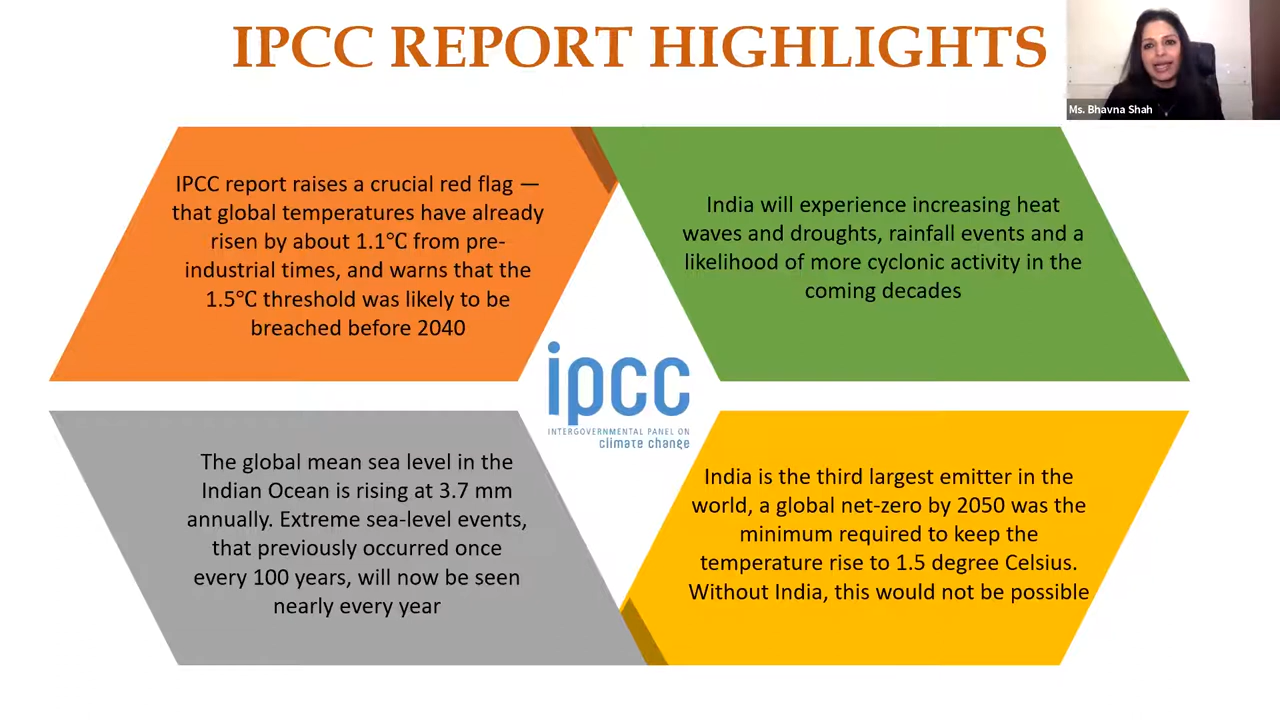 IPCC REPORT HIGHLIGHTS
Ms. Bhavna Shah
IPCC report raises a crucial red flag —
that global temperatures have already
risen by about 1.1℃ from pre-
industrial times, and warns that the
1.5℃ threshold was likely to be
breached before 2040
India will experience increasing heat
waves and droughts, rainfall events and a
likelihood of more cyclonic activity in the
coming decades
ipcc
INTERGOVERNMENTAL PANEL ON
climate change
The global mean sea level in the
Indian Ocean is rising at 3.7 mm
annually. Extreme sea-level events,
that previously occurred once
every 100 years, will now be seen
nearly every year
India is the third largest emitter in the
world, a global net-zero by 2050 was the
minimum required to keep the
temperature rise to 1.5 degree Celsius.
Without India, this would not be possible